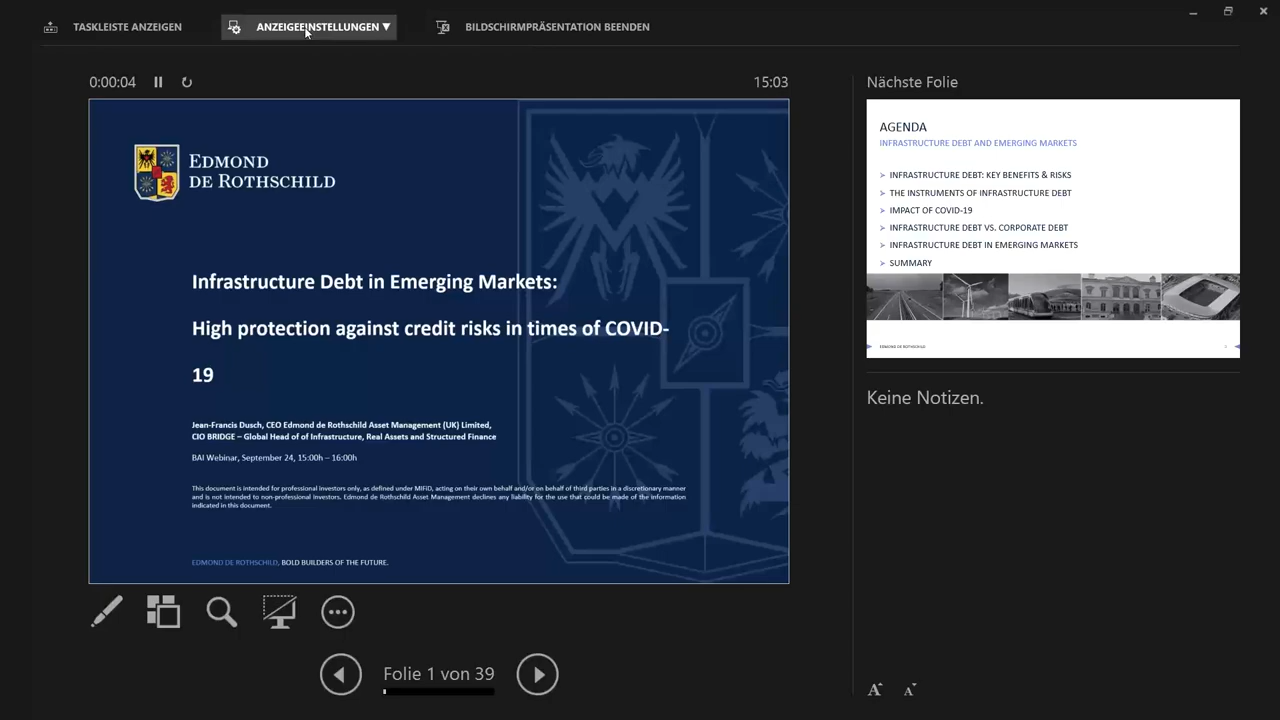 TASKLEISTE ANZEIGEN
ANZEIGEEINSTELLUNGEN ▼
BILDSCHIRMPRÄSENTATION BEENDEN
0:00:04
15:03
EDMOND
DE ROTHSCHILD
Infrastructure Debt in Emerging Markets:
High protection against credit risks in times of COVID-
19
Jean-Francis Dusch, CEO Edmond de Rothschild Asset Management (UK) Limited,
CIO BRIDGE – Global Head of of Infrastructure, Real Assets and Structured Finance
BAI Webinar, September 24, 15:00h – 16:00h
This document is intended for professional investors only, as defined under MIFID, acting on their own behalf and/or on behalf of third parties in a discretionary manner
and is not intended to non-professional investors. Edmond de Rothschild Asset Management declines any liability for the use that could be made of the information
indicated in this document.
EDMOND DE ROTHSCHILD, BOLD BUILDERS OF THE FUTURE.
Folie 1 von 39
Nächste Folie
AGENDA
INFRASTRUCTURE DEBT AND EMERGING MARKETS
➢ INFRASTRUCTURE DEBT: KEY BENEFITS & RISKS
➢ THE INSTRUMENTS OF INFRASTRUCTURE DEBT
➢ IMPACT OF COVID-19
➢ INFRASTRUCTURE DEBT VS. CORPORATE DEBT
➢ INFRASTRUCTURE DEBT IN EMERGING MARKETS
➢ SUMMARY
EDMOND DE ROTHSCHILD
Keine Notizen.
A A